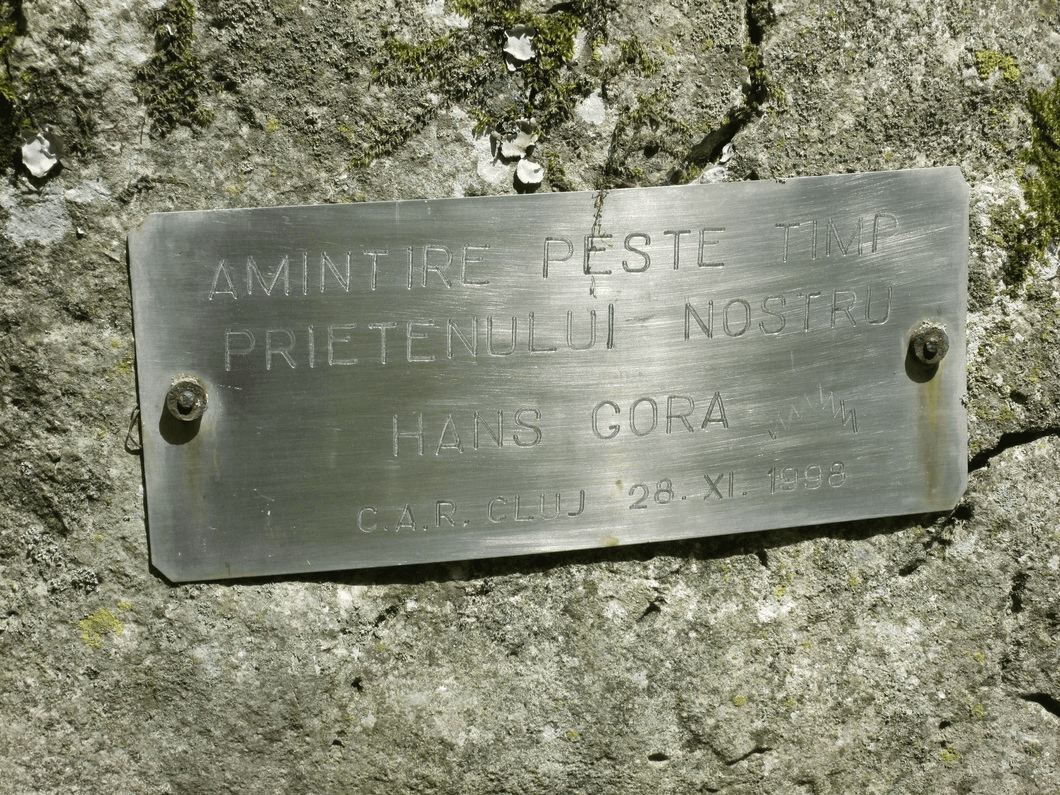 AMINTIRE PESTE TIMP
PRIETENULUI NOSTRU
HANS GORA
C.A.R. CLUJ 28. XI. 1998